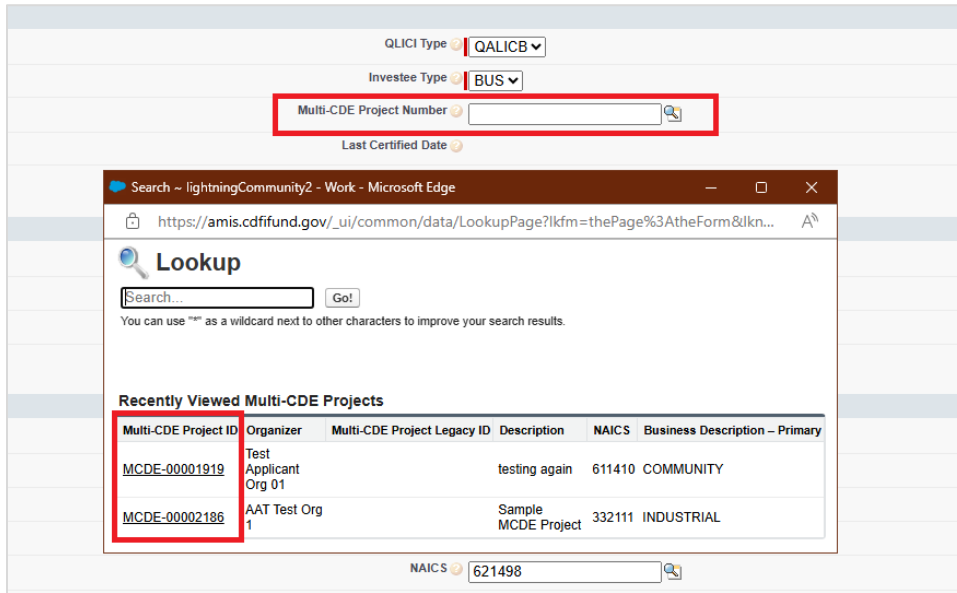 QLICI Type QALICB
Investee Type BUS
Multi-CDE Project Number
Last Certified Date
Search ~ lightningCommunity2 - Work - Microsoft Edge
https://amis.cdfifund.gov/_ui/common/data/LookupPage?lkfm=thePage%3AtheForm&lkn...
Lookup
Search... Go!
You can use "*" as a wildcard next to other characters to improve your search results.
Recently Viewed Multi-CDE Projects
Multi-CDE Project ID Organizer Multi-CDE Project Legacy ID Description NAICS Business Description – Primary
MCDE-00001919 Test Applicant Org 01 testing again 611410 COMMUNITY
MCDE-00002186 AAT Test Org 1 Sample MCDE Project 332111 INDUSTRIAL
NAICS 621498